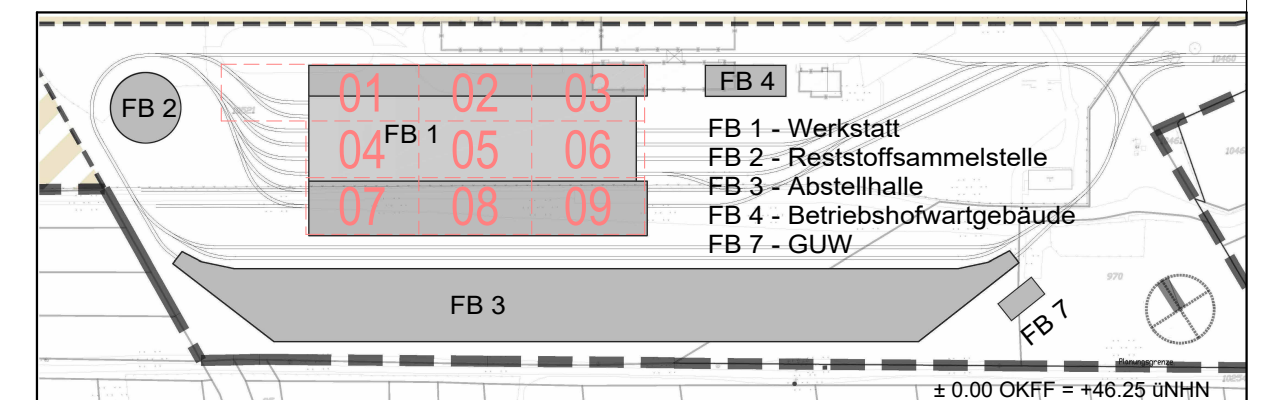 01 02 03
FB 4
FB 2
FB 1
FB 1 - Werkstatt
04 05 06
FB 2 - Reststoffsammelstelle
FB 3 - Abstellhalle
07 08 09
FB 4 - Betriebshofwartgebäude
FB 7 - GUW
970
FB 3
FB 7
Planungsgrenze
± 0.00 OKFF = +46.25 üNHN